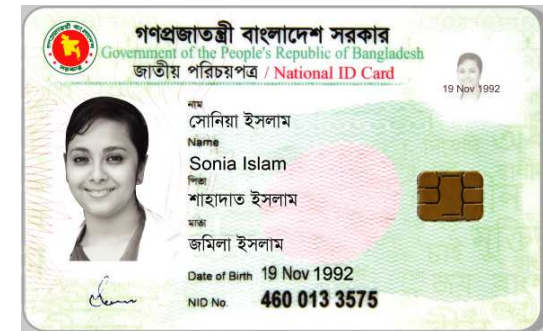 গণপ্রজাতন্ত্রী বাংলাদেশ সরকার
Government of the People's Republic of Bangladesh
জাতীয় পরিচয়পত্র / National ID Card
19 Nov 1992
নাম
সোনিয়া ইসলাম
Name
Sonia Islam
পিতা
শাহাদাত ইসলাম
মাতা
জমিলা ইসলাম
Date of Birth 19 Nov 1992
NID No. 460 013 3575